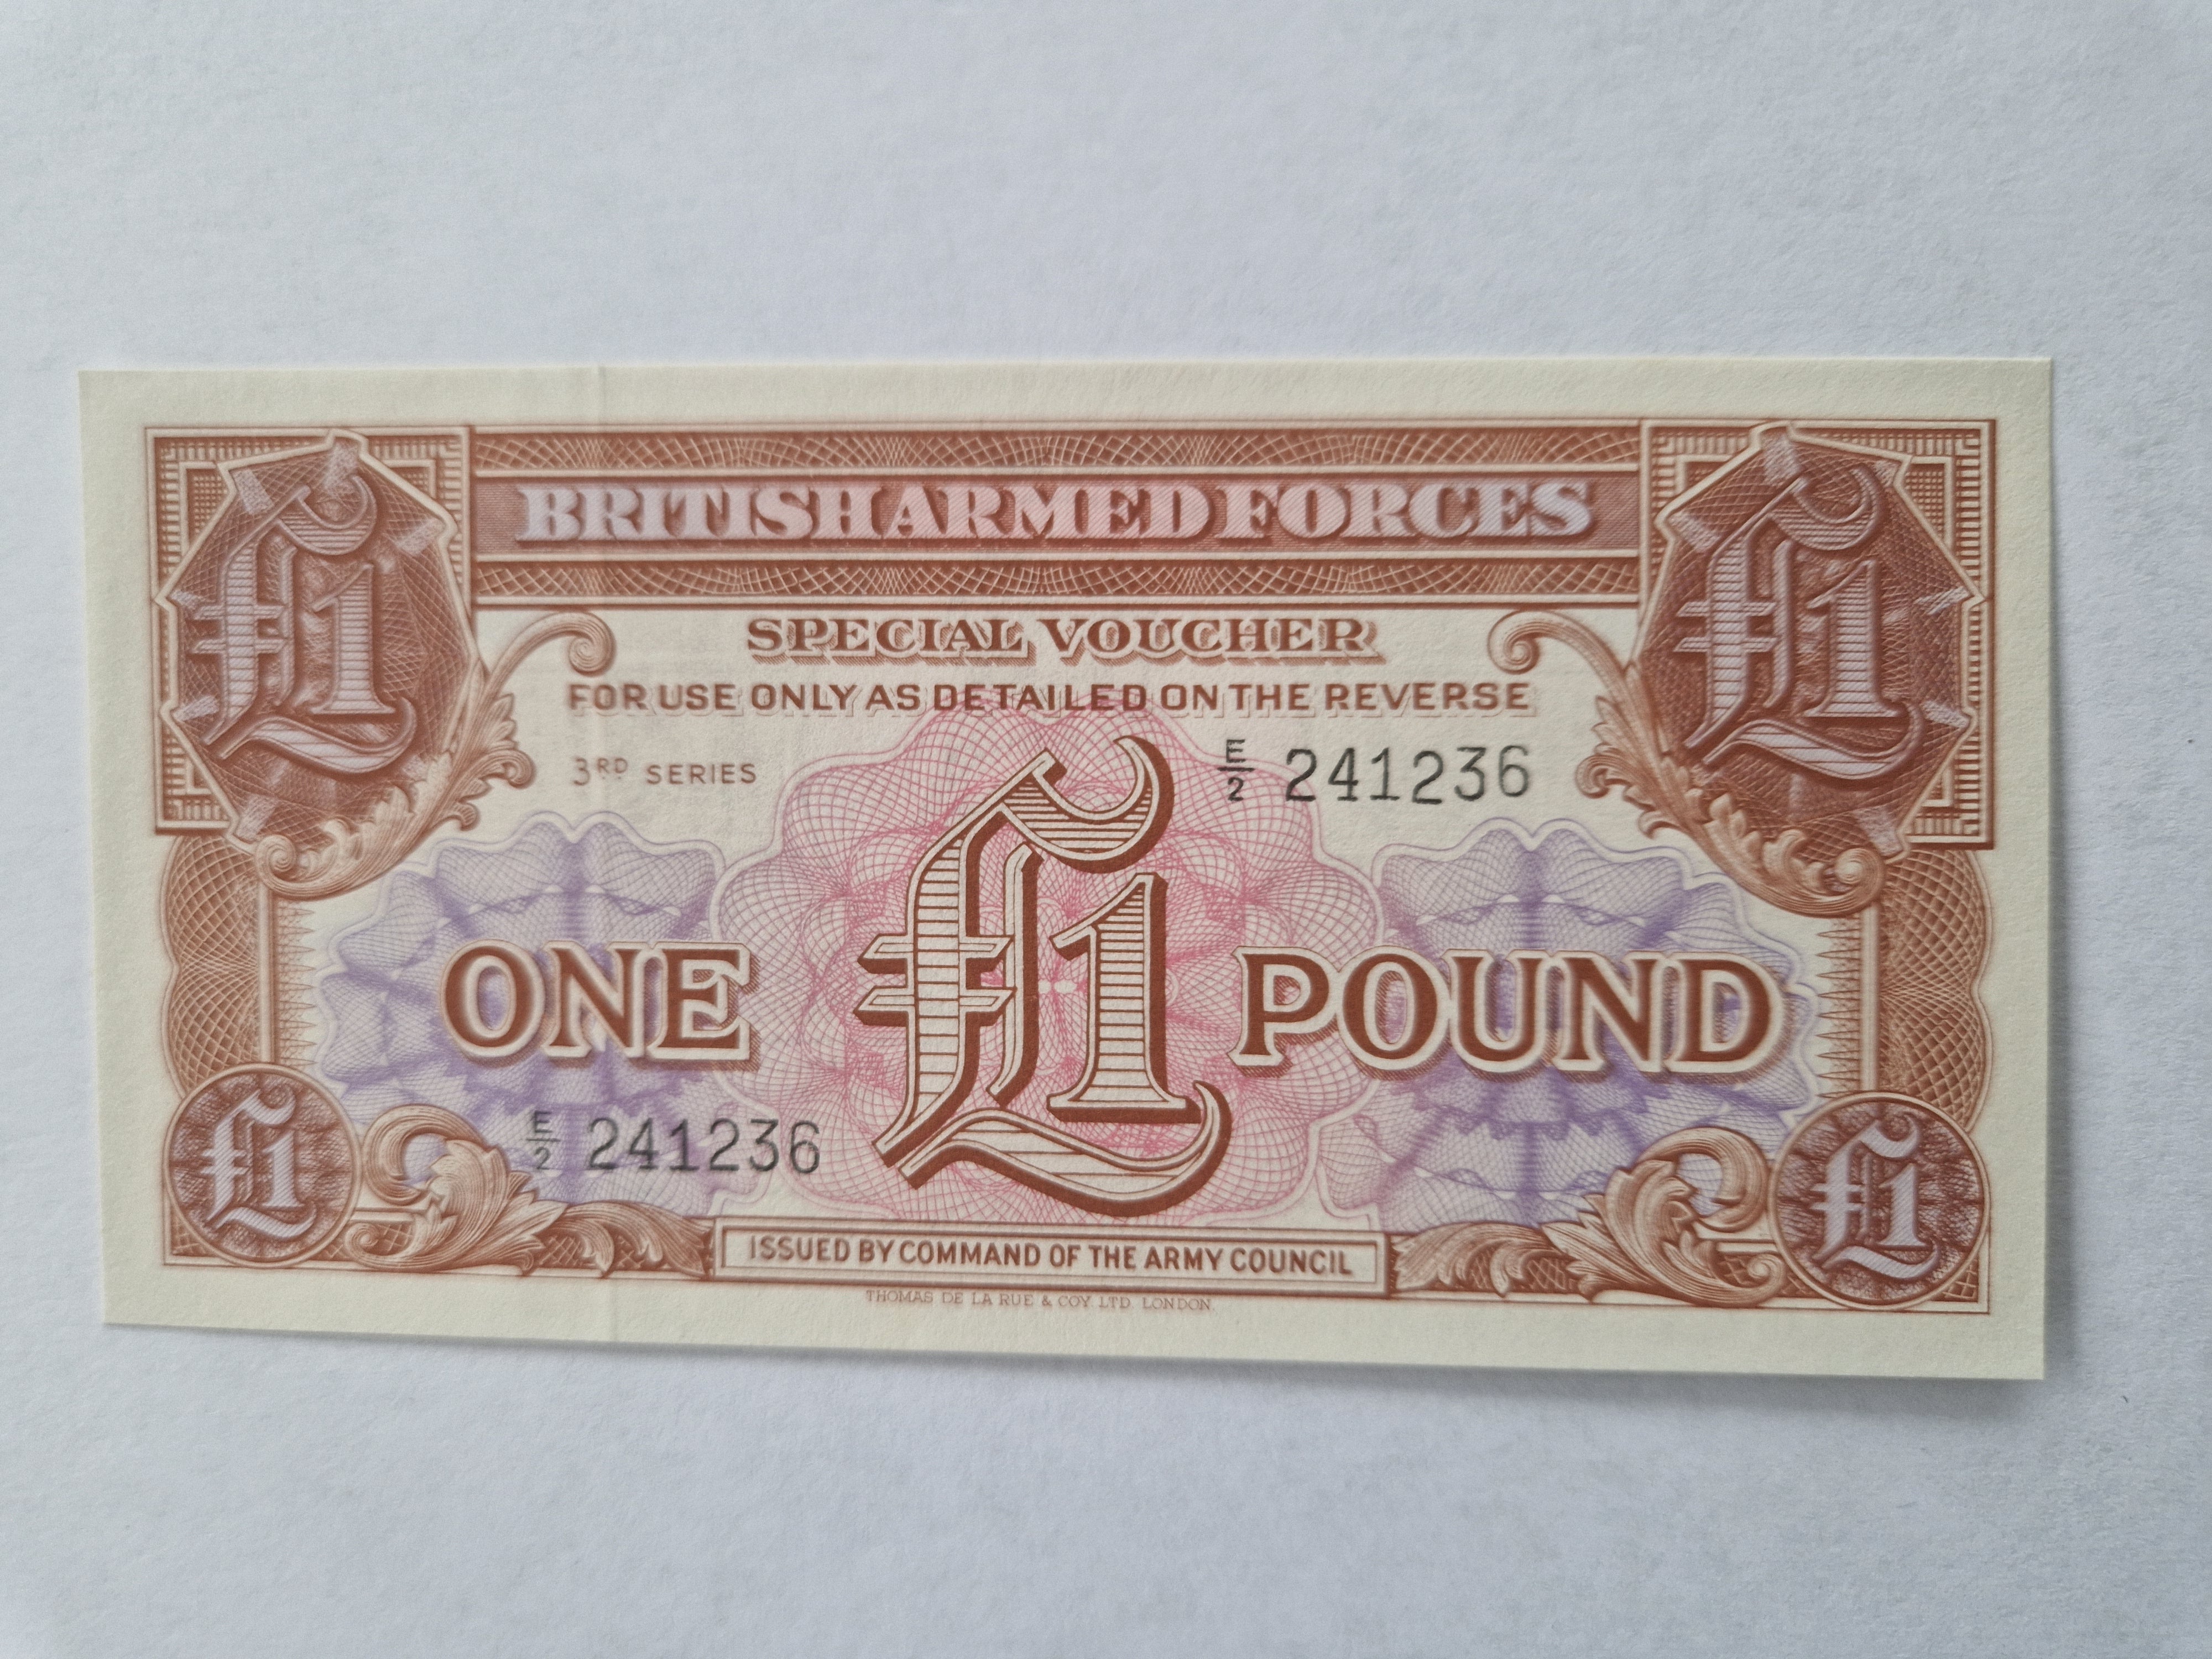 £1
BRITISH ARMED FORCES
£1
SPECIAL VOUCHER
FOR USE ONLY AS DETAILED ON THE REVERSE
3RD SERIES
E/2 241236
ONE £1 POUND
E/2 241236
£1
ISSUED BY COMMAND OF THE ARMY COUNCIL
£1
THOMAS DE LA RUE & COY. LTD. LONDON.